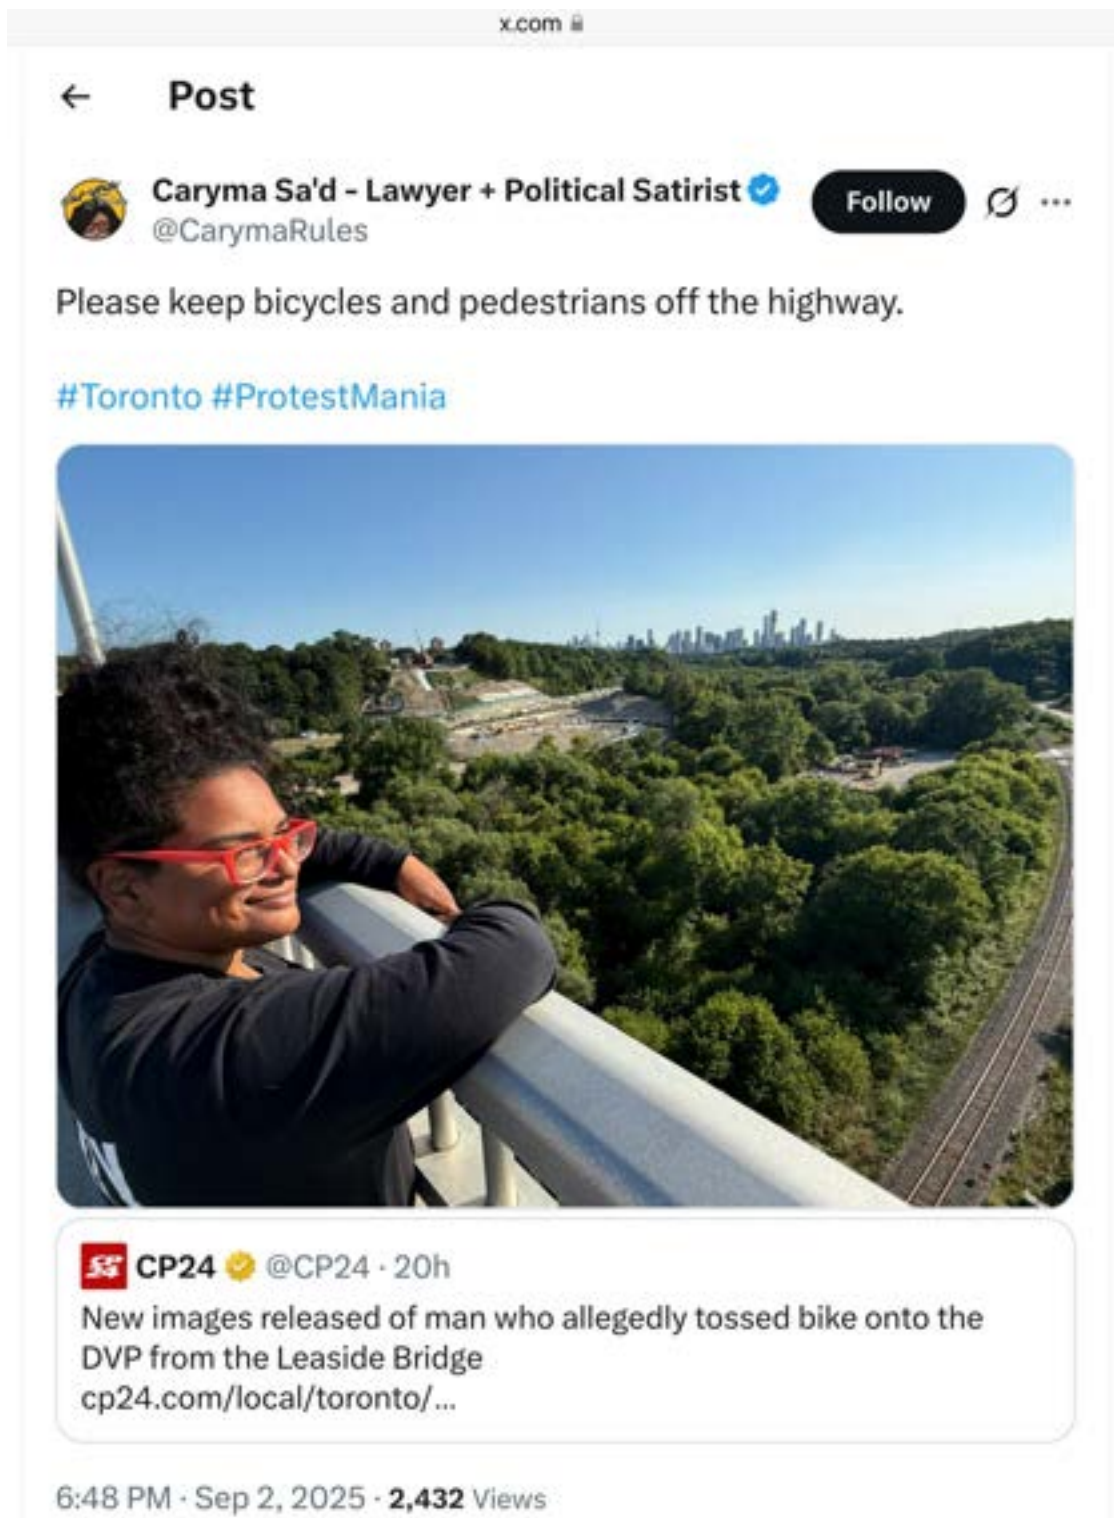 x.com
Post
Caryma Sa'd - Lawyer + Political Satirist
@CarymaRules
Follow
Please keep bicycles and pedestrians off the highway.
#Toronto #ProtestMania
CP24 @CP24 · 20h
New images released of man who allegedly tossed bike onto the
DVP from the Leaside Bridge
cp24.com/local/toronto/...
6:48 PM · Sep 2, 2025 · 2,432 Views